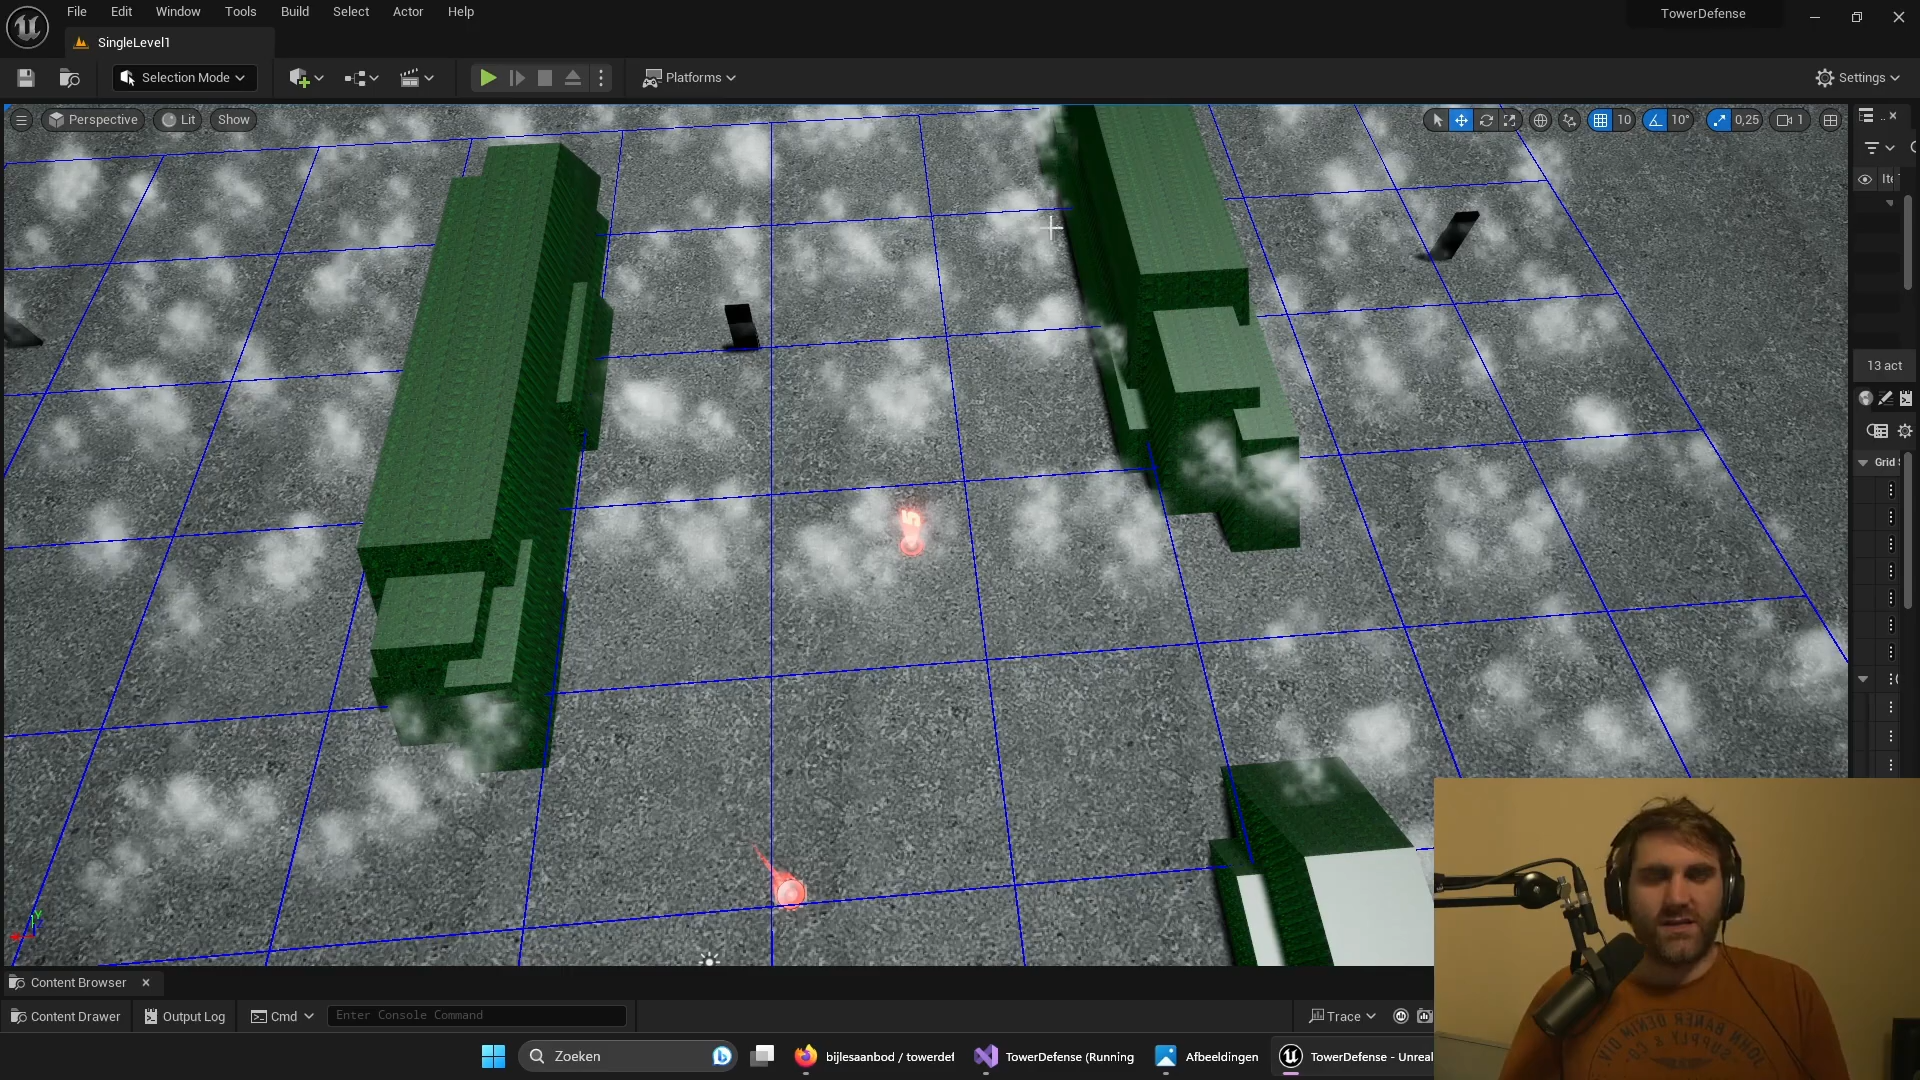 File Edit Window Tools Build Select Actor Help
TowerDefense
SingleLevel1
Selection Mode
Platforms
Settings
Perspective
Lit
Show
10
10°
0,25
1
13 act
Grid
Content Browser
Content Drawer
Output Log
Cmd
Enter Console Command
Trace
Zoeken
bijlesaanbod / towerdef
TowerDefense (Running
Afbeeldingen
TowerDefense - Unreal